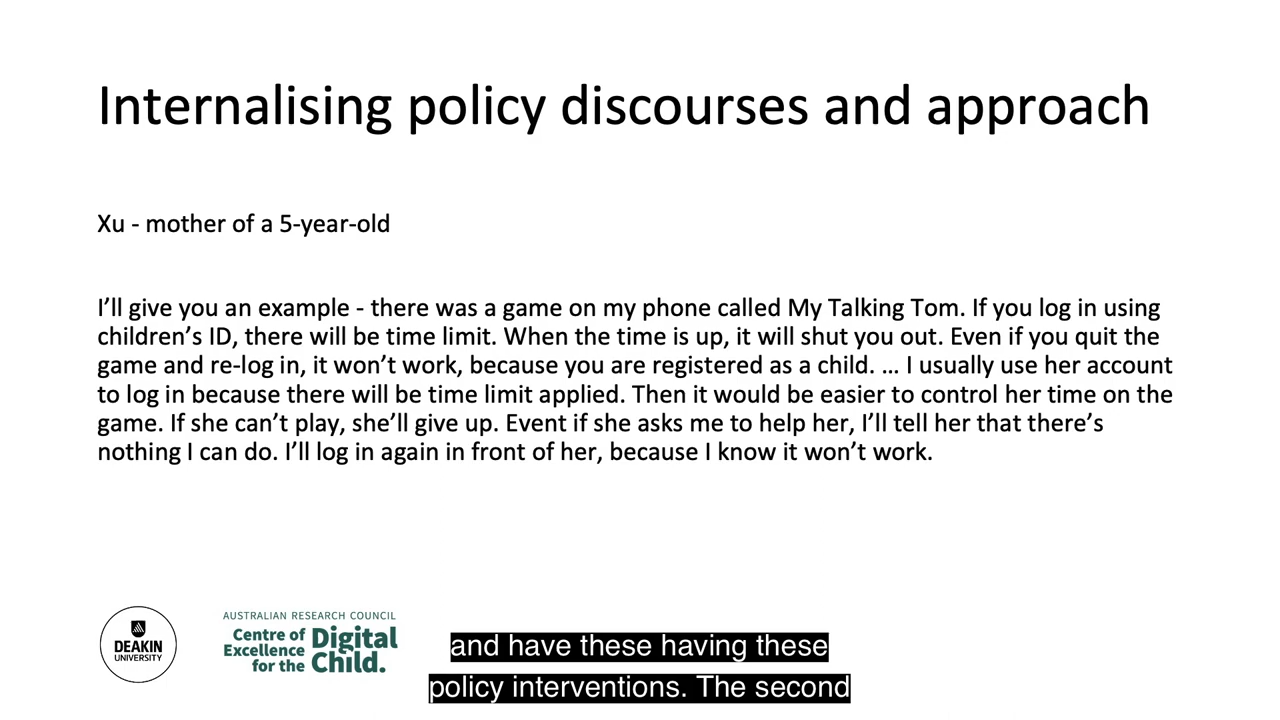 Internalising policy discourses and approach
Xu - mother of a 5-year-old
I’ll give you an example - there was a game on my phone called My Talking Tom. If you log in using
children’s ID, there will be time limit. When the time is up, it will shut you out. Even if you quit the
game and re-log in, it won’t work, because you are registered as a child. ... I usually use her account
to log in because there will be time limit applied. Then it would be easier to control her time on the
game. If she can’t play, she’ll give up. Event if she asks me to help her, I’ll tell her that there’s
nothing I can do. I’ll log in again in front of her, because I know it won’t work.
DEAKIN
UNIVERSITY
AUSTRALIAN RESEARCH COUNCIL
Centre of
Excellence
for the
Digital
Child.
and have these having these
policy interventions. The second